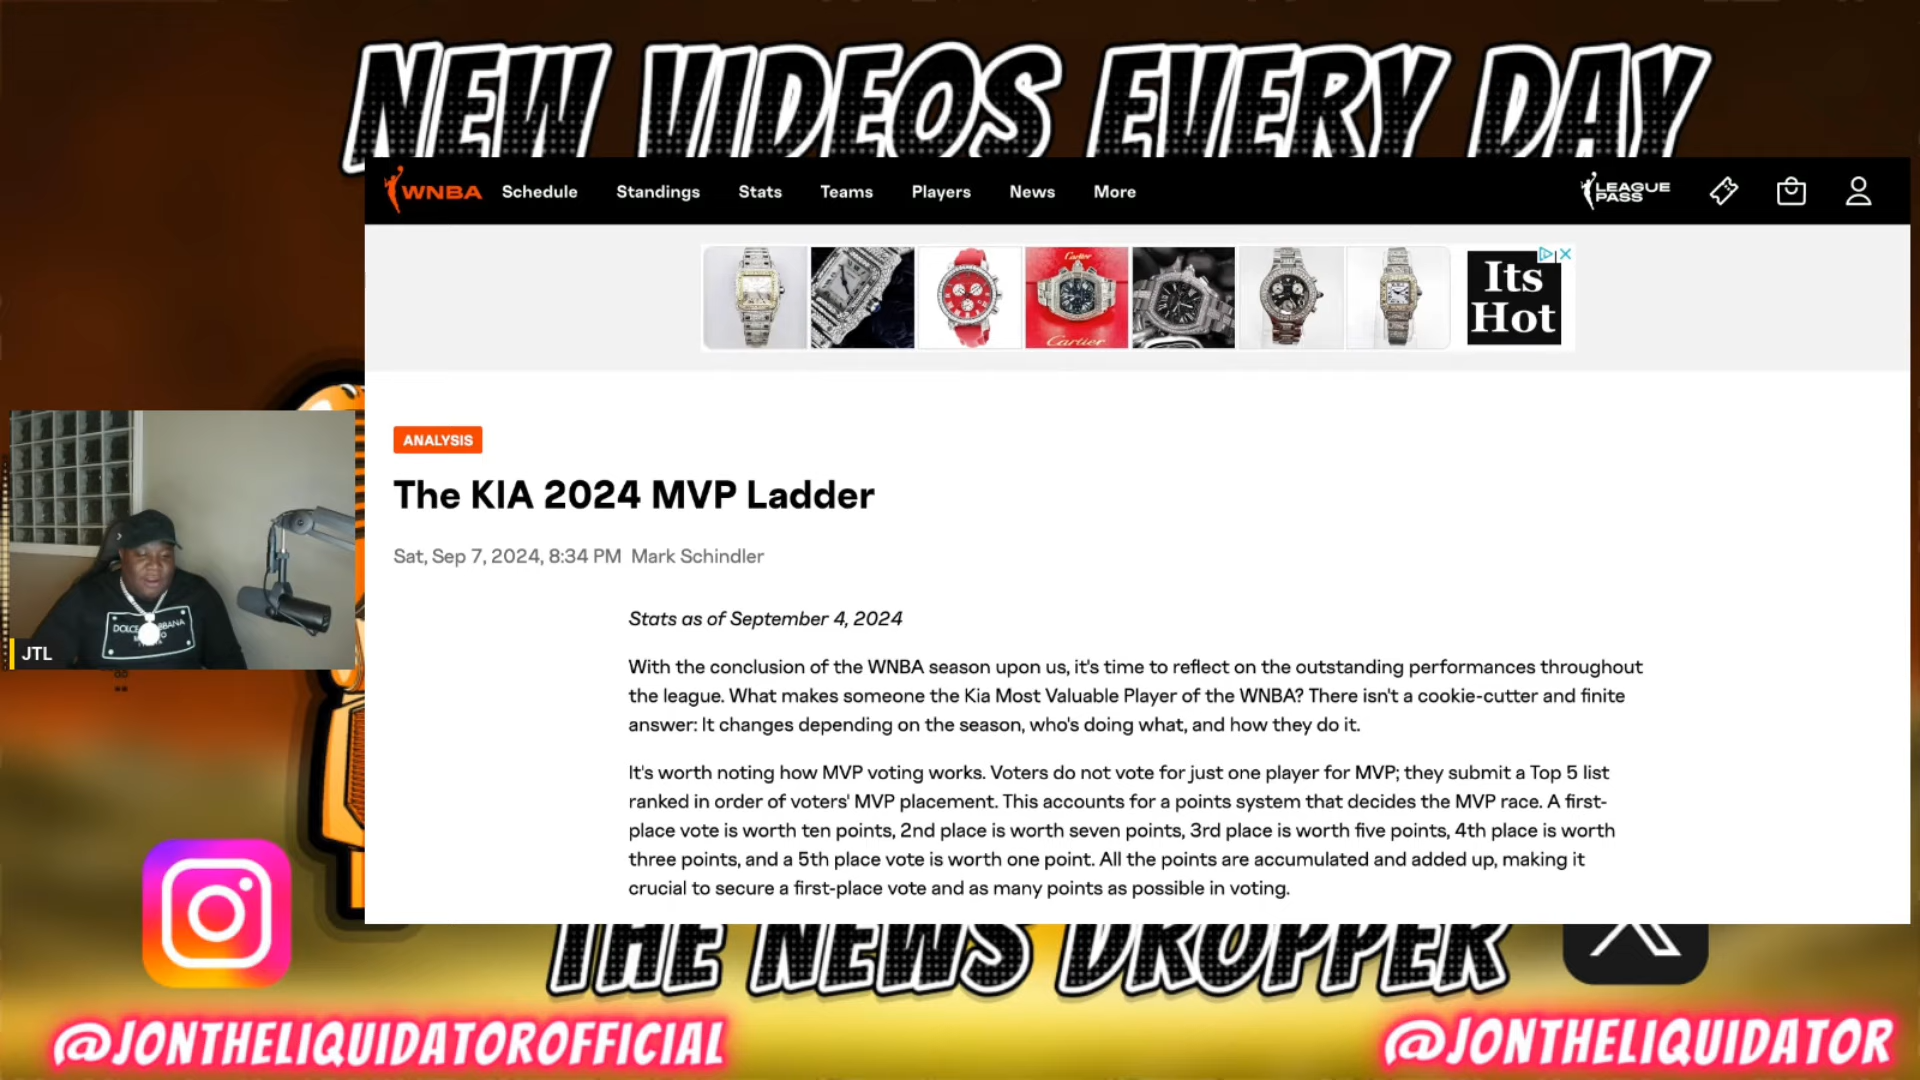 NEW VIDEOS EVERY DAY
WNBA Schedule Standings Stats Teams Players News More LEAGUE PASS
Cartier
Cartier
Its
Hot
ANALYSIS
The KIA 2024 MVP Ladder
Sat, Sep 7, 2024, 8:34 PM Mark Schindler
Stats as of September 4, 2024
With the conclusion of the WNBA season upon us, it's time to reflect on the outstanding performances throughout
the league. What makes someone the Kia Most Valuable Player of the WNBA? There isn't a cookie-cutter and finite
answer: It changes depending on the season, who's doing what, and how they do it.
It's worth noting how MVP voting works. Voters do not vote for just one player for MVP; they submit a Top 5 list
ranked in order of voters' MVP placement. This accounts for a points system that decides the MVP race. A first-
place vote is worth ten points, 2nd place is worth seven points, 3rd place is worth five points, 4th place is worth
three points, and a 5th place vote is worth one point. All the points are accumulated and added up, making it
crucial to secure a first-place vote and as many points as possible in voting.
JTL
THE NEWS DROPPER
@JONTHELIQUIDATOROFFICIAL
@JONTHELIQUIDATOR